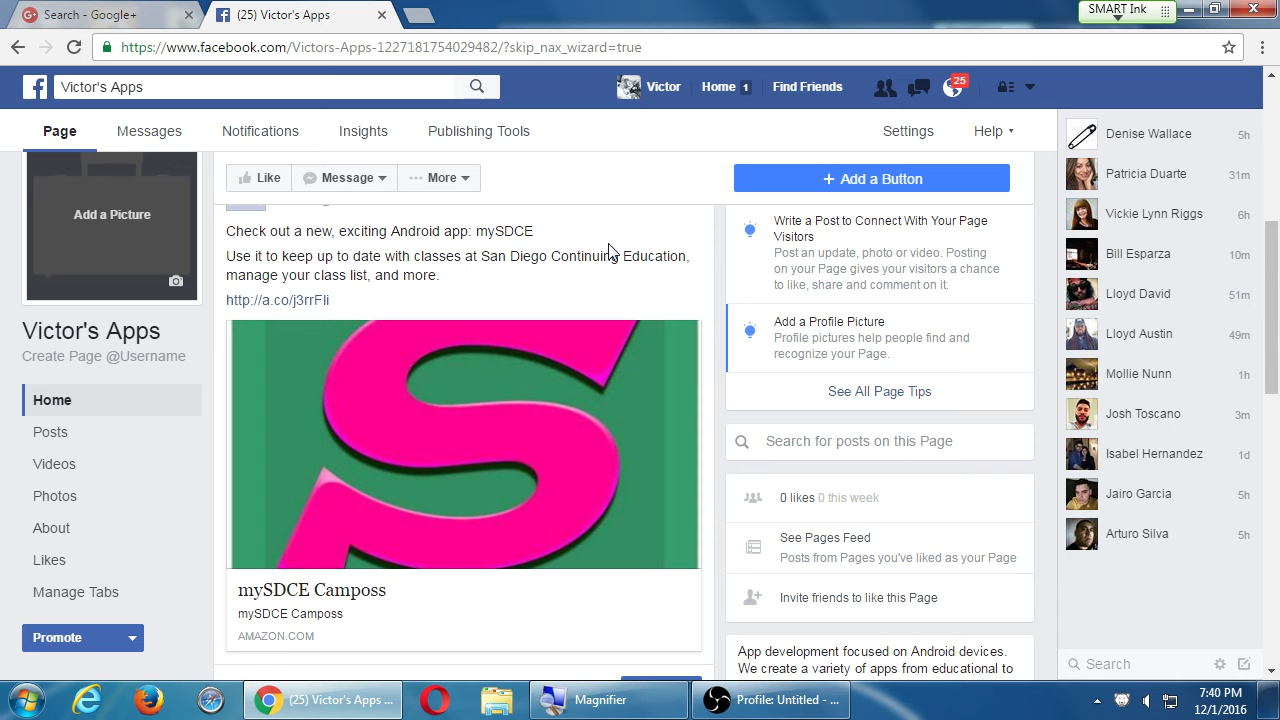 Search - Google+
(25) Victor's Apps
SMART Ink
https://www.facebook.com/Victors-Apps-1227181754029482/?skip_nax_wizard=true
Victor's Apps
Victor
Home 1
Find Friends
25
Page
Messages
Notifications
Insights
Publishing Tools
Settings
Help
Add a Picture
Victor's Apps
Create Page @Username
Home
Posts
Videos
Photos
About
Likes
Manage Tabs
Promote
Like
Message
More
+ Add a Button
Check out a new, exciting Android app: mySDCE
Use it to keep up to date with classes at San Diego Continuing Education,
manage your class list, and more.
http://a.co/j3rrFIi
S
mySDCE Camposs
mySDCE Camposs
AMAZON.COM
Write a Post to Connect With Your Page
Visitors
Post an update, photo or video. Posting
on your Page gives your visitors a chance
to like, share and comment on it.
Add a Profile Picture
Profile pictures help people find and
recognize your Page.
See All Page Tips
Search for posts on this Page
0 likes 0 this week
See Pages Feed
Posts from Pages you've liked as your Page
Invite friends to like this Page
App development focused on Android devices.
We create a variety of apps from educational to
Denise Wallace 5h
Patricia Duarte 31m
Vickie Lynn Riggs 6h
Bill Esparza 10m
Lloyd David 51m
Lloyd Austin 49m
Mollie Nunn 1h
Josh Toscano 3m
Isabel Hernandez 1d
Jairo Garcia 5h
Arturo Silva 5h
Search
(25) Victor's Apps ...
Magnifier
Profile: Untitled - ...
7:40 PM
12/1/2016